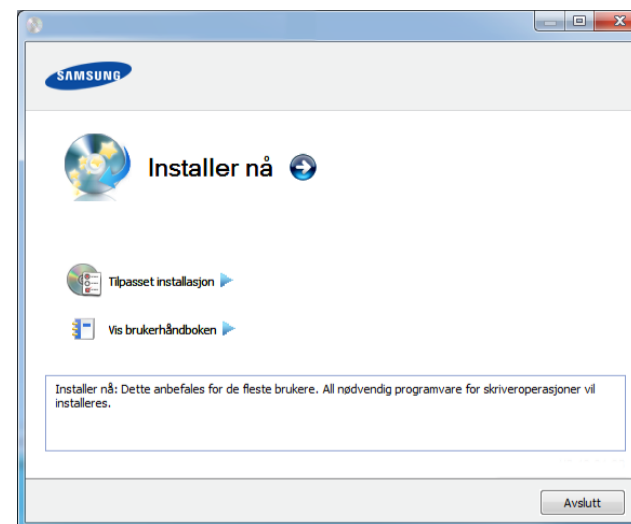 SAMSUNG
Installer nå
Tilpasset installasjon
Vis brukerhåndboken
Installer nå: Dette anbefales for de fleste brukere. All nødvendig programvare for skriveroperasjoner vil
installeres.
Avslutt